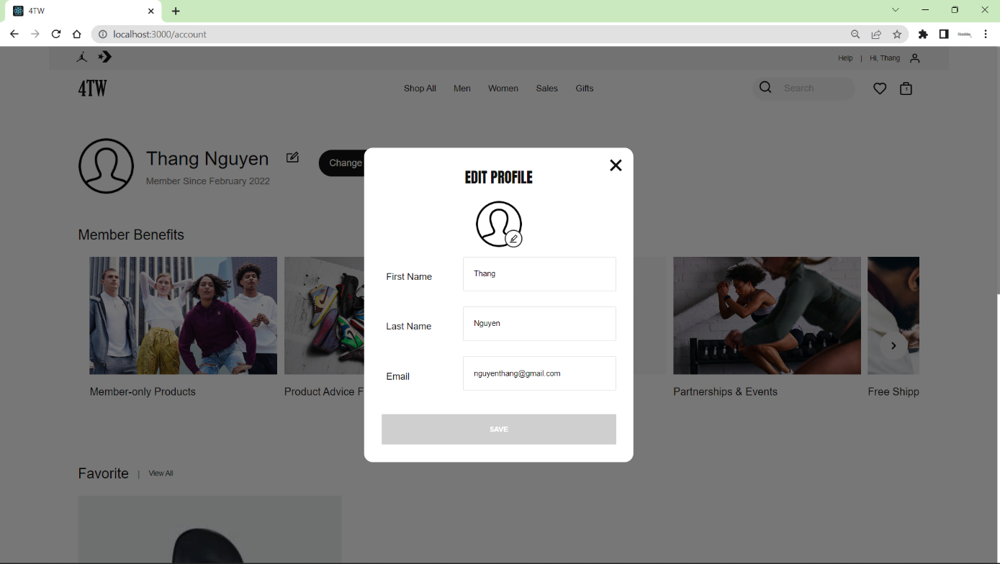 4TW
localhost:3000/account
Help | Hi, Thang
4TW
Shop All Men Women Sales Gifts
Search
1
Thang Nguyen
Change
Member Since February 2022
EDIT PROFILE
First Name
Thang
Last Name
Nguyen
Email
nguyenthang@gmail.com
SAVE
Member Benefits
Member-only Products
Product Advice F
Partnerships & Events
Free Shipp
Favorite | View All